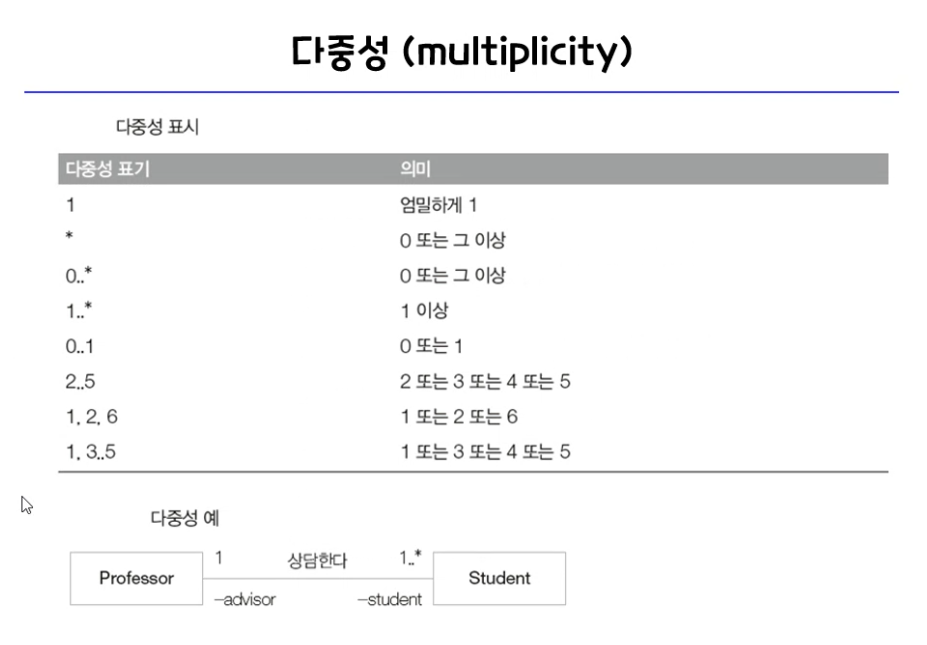 다중성 (multiplicity)
다중성 표시
다중성 표기 의미
1 엄밀하게 1
* 0 또는 그 이상
0..* 0 또는 그 이상
1..* 1 이상
0..1 0 또는 1
2..5 2 또는 3 또는 4 또는 5
1, 2, 6 1 또는 2 또는 6
1, 3..5 1 또는 3 또는 4 또는 5
다중성 예
1 상담한다 1..*
Professor Student
–advisor –student